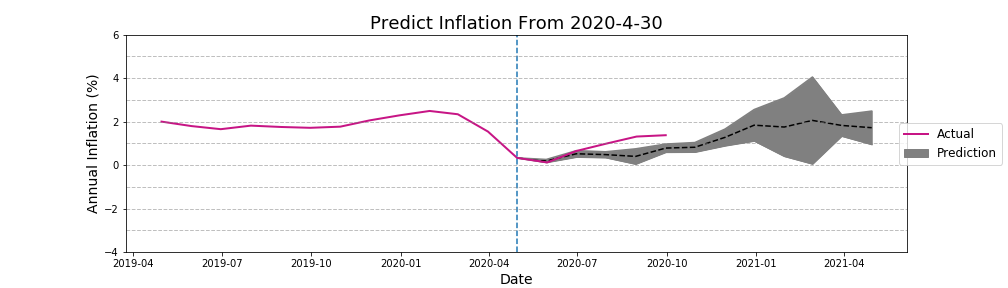 Predict Inflation From 2020-4-30
Annual Inflation (%)
6
4
2
0
−2
−4
2019-04 2019-07 2019-10 2020-01 2020-04 2020-07 2020-10 2021-01 2021-04
Date
Actual
Prediction